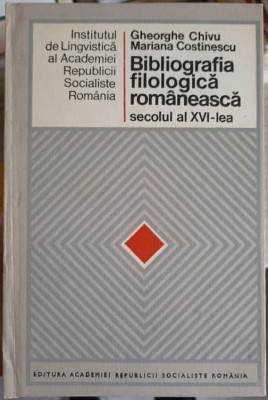 Institutul
de Lingvistică
al Academiei
Republicii
Socialiste
România
Gheorghe Chivu
Mariana Costinescu
Bibliografia
filologică
românească
secolul al XVI-lea
EDITURA ACADEMIEI REPUBLICII SOCIALISTE ROMÂNIA